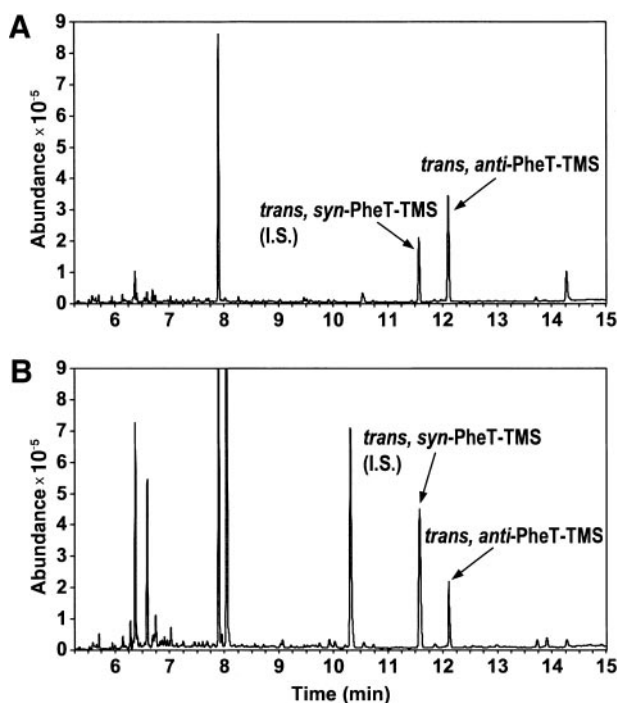 A
Abundance x 10⁻⁵
9
8
7
6
5
4
3
2
1
0
trans, syn-PheT-TMS
(I.S.)
trans, anti-PheT-TMS
6 7 8 9 10 11 12 13 14 15
B
Abundance x 10⁻⁵
9
8
7
6
5
4
3
2
1
0
trans, syn-PheT-TMS
(I.S.)
trans, anti-PheT-TMS
6 7 8 9 10 11 12 13 14 15
Time (min)